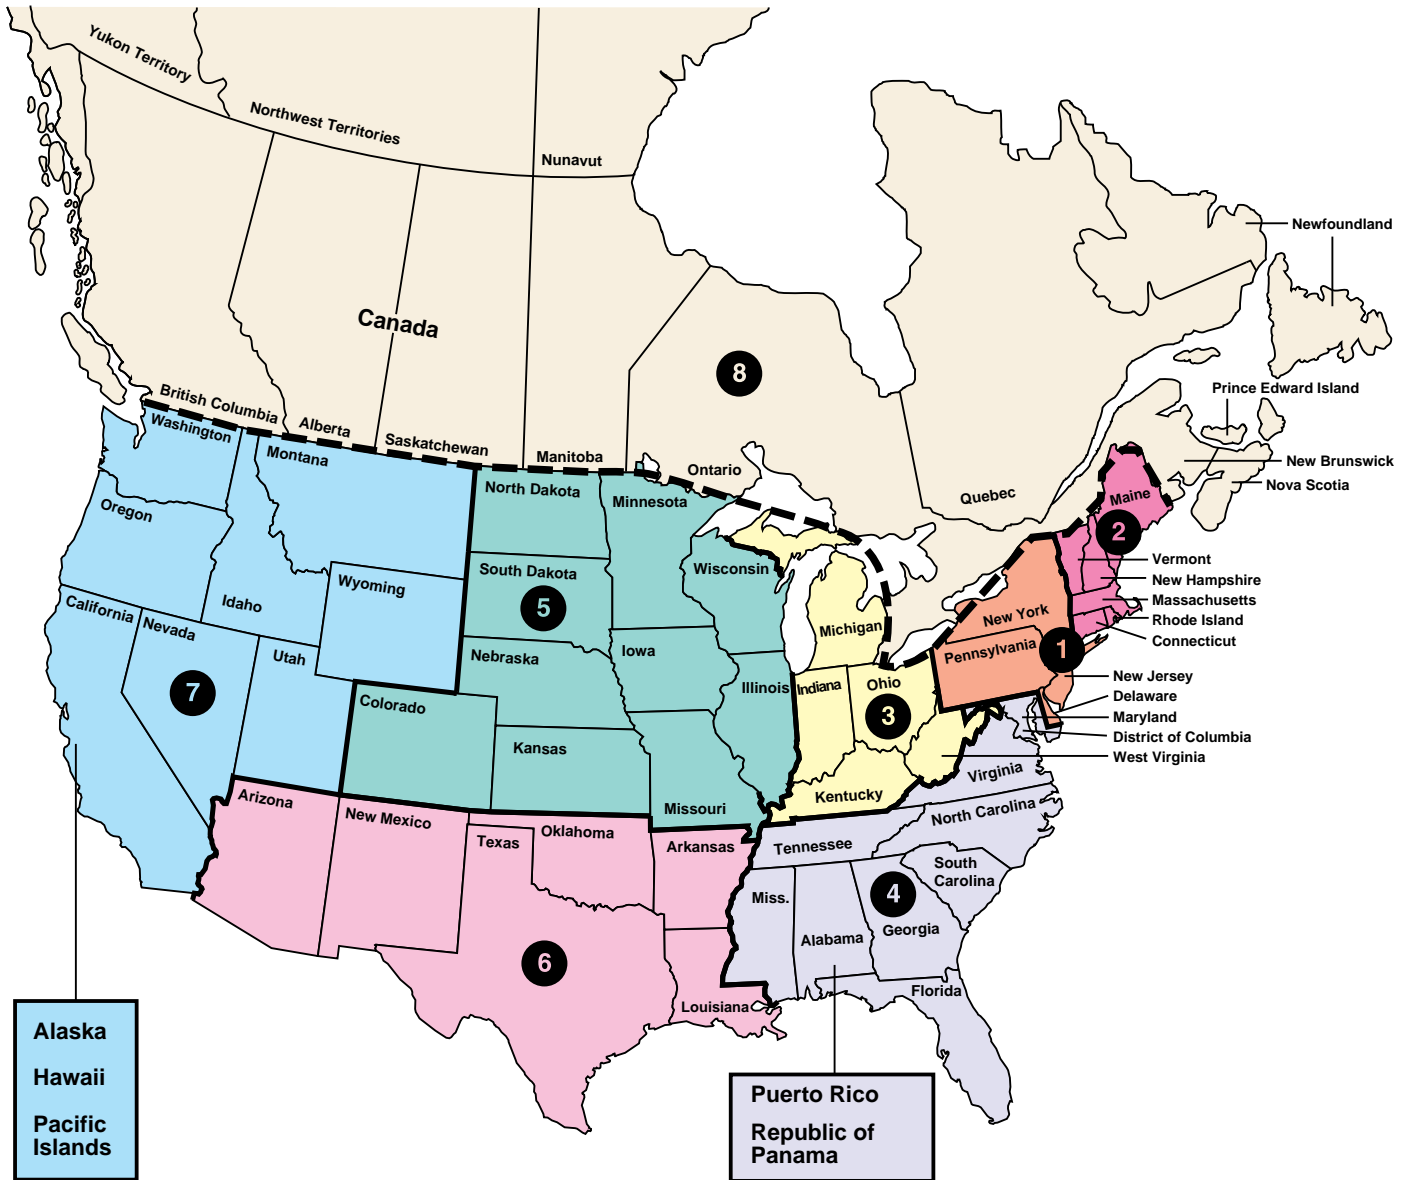 Yukon Territory
Northwest Territories
Nunavut
Newfoundland
Canada
8
Prince Edward Island
British Columbia
Alberta
Saskatchewan
Manitoba
Ontario
Quebec
New Brunswick
Nova Scotia
Washington
Montana
North Dakota
Minnesota
Maine
2
Oregon
Wisconsin
Vermont
South Dakota
New Hampshire
Wyoming
5
Massachusetts
Idaho
California
Nevada
New York
Rhode Island
Michigan
Connecticut
Utah
Nebraska
Iowa
Pennsylvania
1
7
Illinois
Indiana
Ohio
New Jersey
Colorado
3
Delaware
Maryland
District of Columbia
Kansas
West Virginia
Virginia
Arizona
New Mexico
Missouri
Kentucky
North Carolina
Texas
Oklahoma
Arkansas
Tennessee
South
Carolina
Miss.
4
Alabama
Georgia
6
Louisiana
Florida
Alaska
Hawaii
Pacific
Islands
Puerto Rico
Republic of
Panama